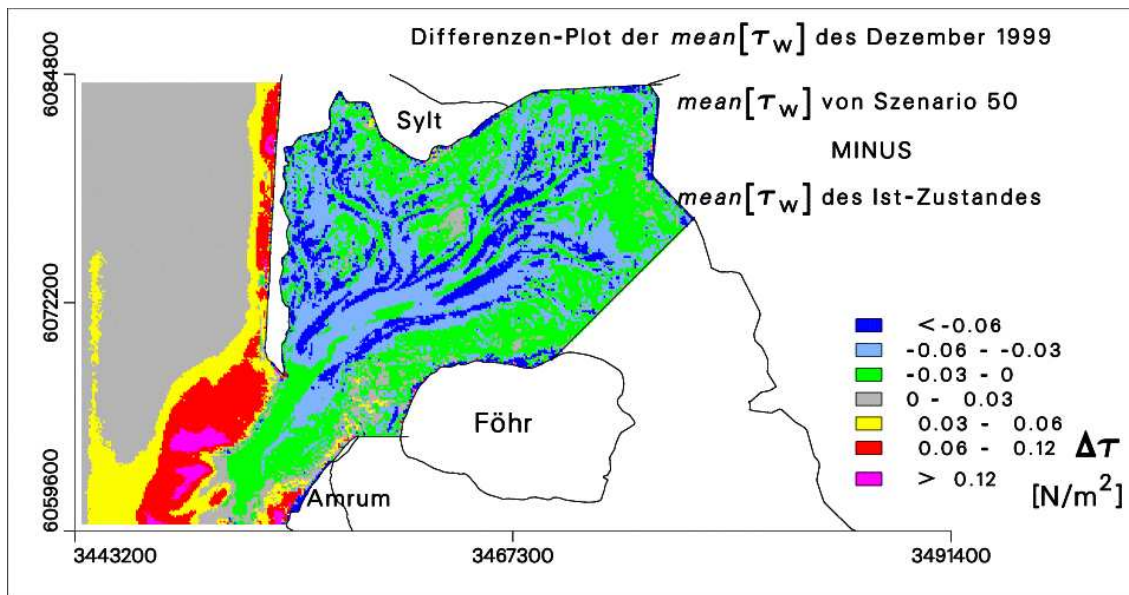 Differenzen-Plot der mean[τw] des Dezember 1999
mean[τw] von Szenario 50
MINUS
mean[τw] des Ist-Zustandes
Sylt
Föhr
Amrum
6084800
6072200
6059600
3443200
3467300
3491400
< -0.06
-0.06 - -0.03
-0.03 - 0
0 - 0.03
0.03 - 0.06
0.06 - 0.12
> 0.12
Δτ
[N/m²]